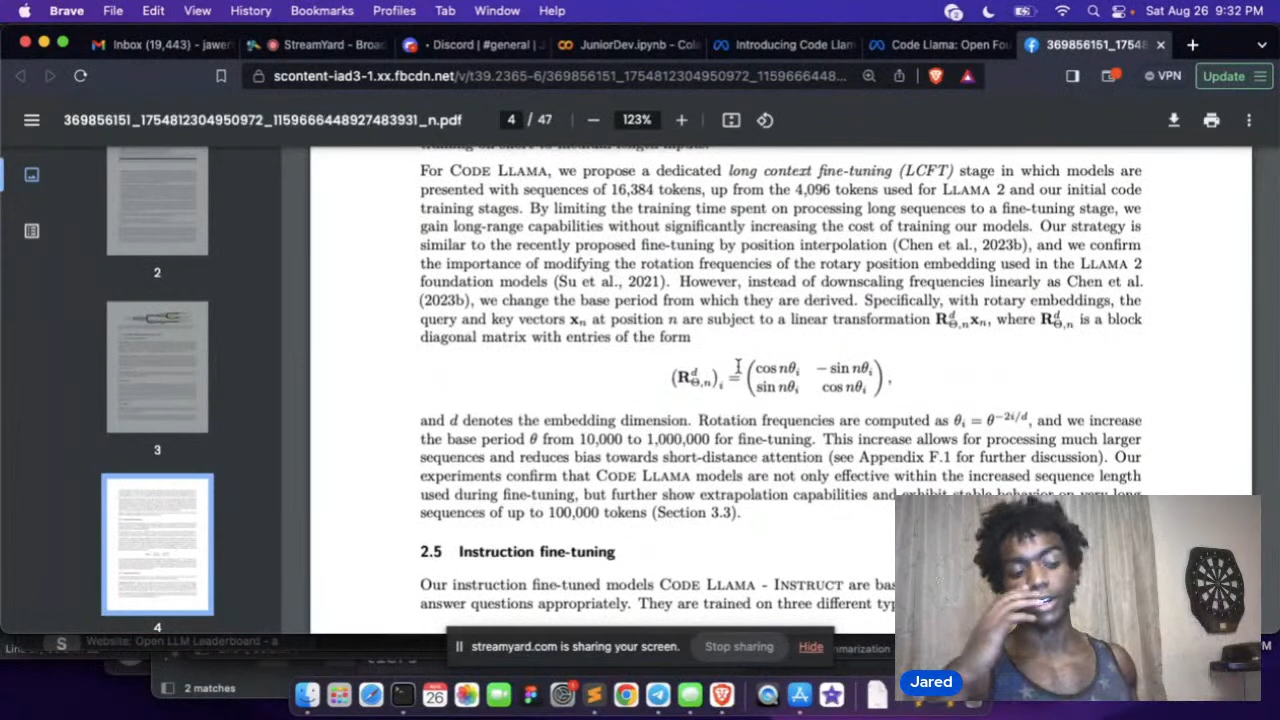 Brave File Edit View History Bookmarks Profiles Tab Window Help Sat Aug 26 9:32 PM
Inbox (19,443) - jawer StreamYard - Broa Discord | #general | J JuniorDev.ipynb - Col Introducing Code Llam Code Llama: Open Fou 369856151_17548
scontent-iad3-1.xx.fbcdn.net/v/t39.2365-6/369856151_1754812304950972_1159666448... VPN Update
369856151_1754812304950972_1159666448927483931_n.pdf 4 / 47 123%
For CODE LLAMA, we propose a dedicated long context fine-tuning (LCFT) stage in which models are
presented with sequences of 16,384 tokens, up from the 4,096 tokens used for LLAMA 2 and our initial code
training stages. By limiting the training time spent on processing long sequences to a fine-tuning stage, we
gain long-range capabilities without significantly increasing the cost of training our models. Our strategy is
similar to the recently proposed fine-tuning by position interpolation (Chen et al., 2023b), and we confirm
the importance of modifying the rotation frequencies of the rotary position embedding used in the LLAMA 2
foundation models (Su et al., 2021). However, instead of downscaling frequencies linearly as Chen et al.
(2023b), we change the base period from which they are derived. Specifically, with rotary embeddings, the
query and key vectors xₙ at position n are subject to a linear transformation R^d_{Θ,n}xₙ, where R^d_{Θ,n} is a block
diagonal matrix with entries of the form
(R^d_{Θ,n})_i = (cos nθᵢ − sin nθᵢ
sin nθᵢ cos nθᵢ),
and d denotes the embedding dimension. Rotation frequencies are computed as θᵢ = θ^{−2i/d}, and we increase
the base period θ from 10,000 to 1,000,000 for fine-tuning. This increase allows for processing much larger
sequences and reduces bias towards short-distance attention (see Appendix F.1 for further discussion). Our
experiments confirm that CODE LLAMA models are not only effective within the increased sequence length
used during fine-tuning, but further show extrapolation capabilities and exhibit stable behavior on very long
sequences of up to 100,000 tokens (Section 3.3).
2.5 Instruction fine-tuning
Our instruction fine-tuned models CODE LLAMA - INSTRUCT are bas
answer questions appropriately. They are trained on three different typ
2
3
4
S Website: Open LLM Leaderboard - a
streamyard.com is sharing your screen. Stop sharing Hide
2 matches
Jared
AUG
26